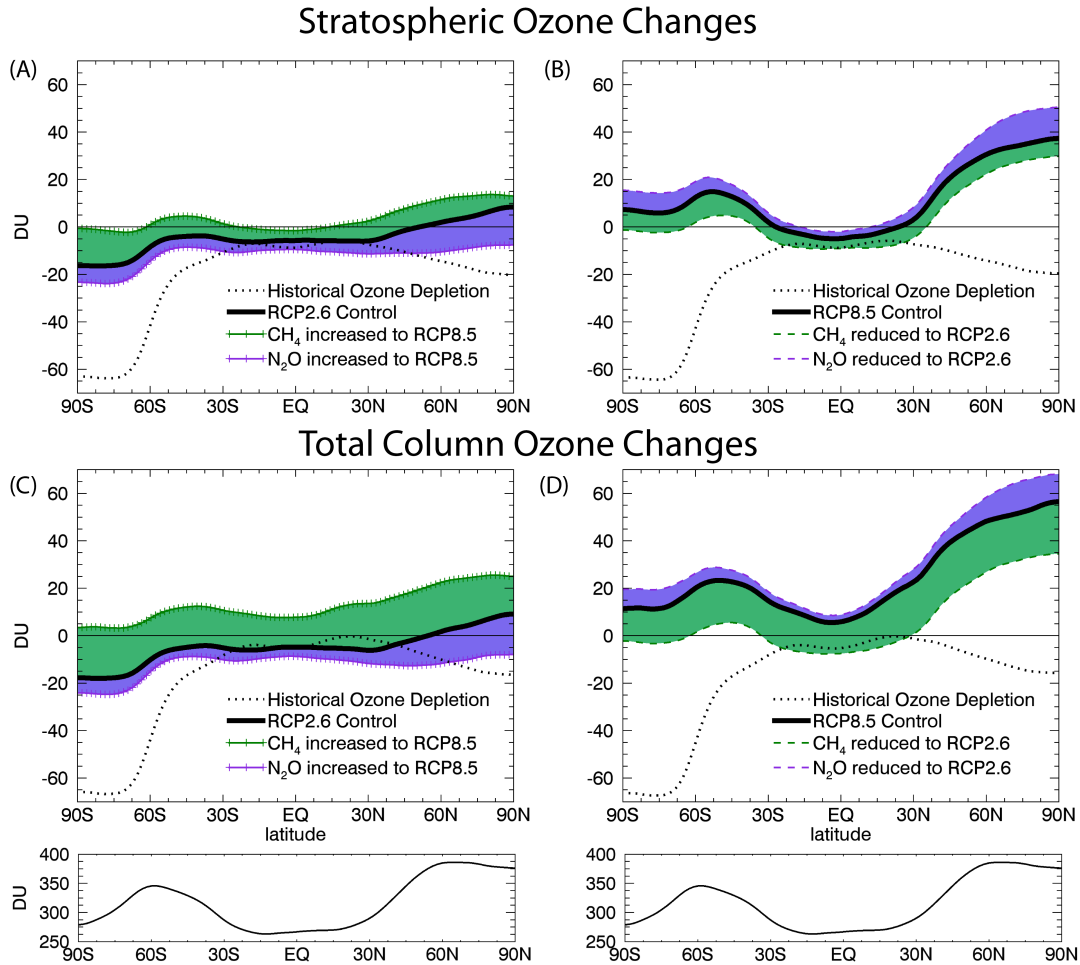 Stratospheric Ozone Changes
(A)
(B)
60
40
20
0
-20
-40
-60
DU
Historical Ozone Depletion
RCP2.6 Control
CH4 increased to RCP8.5
N2O increased to RCP8.5
90S 60S 30S EQ 30N 60N 90N
60
40
20
0
-20
-40
-60
Historical Ozone Depletion
RCP8.5 Control
CH4 reduced to RCP2.6
N2O reduced to RCP2.6
90S 60S 30S EQ 30N 60N 90N
Total Column Ozone Changes
(C)
(D)
60
40
20
0
-20
-40
-60
DU
Historical Ozone Depletion
RCP2.6 Control
CH4 increased to RCP8.5
N2O increased to RCP8.5
90S 60S 30S EQ 30N 60N 90N
latitude
60
40
20
0
-20
-40
-60
Historical Ozone Depletion
RCP8.5 Control
CH4 reduced to RCP2.6
N2O reduced to RCP2.6
90S 60S 30S EQ 30N 60N 90N
latitude
400
350
300
250
DU
90S 60S 30S EQ 30N 60N 90N
400
350
300
250
90S 60S 30S EQ 30N 60N 90N